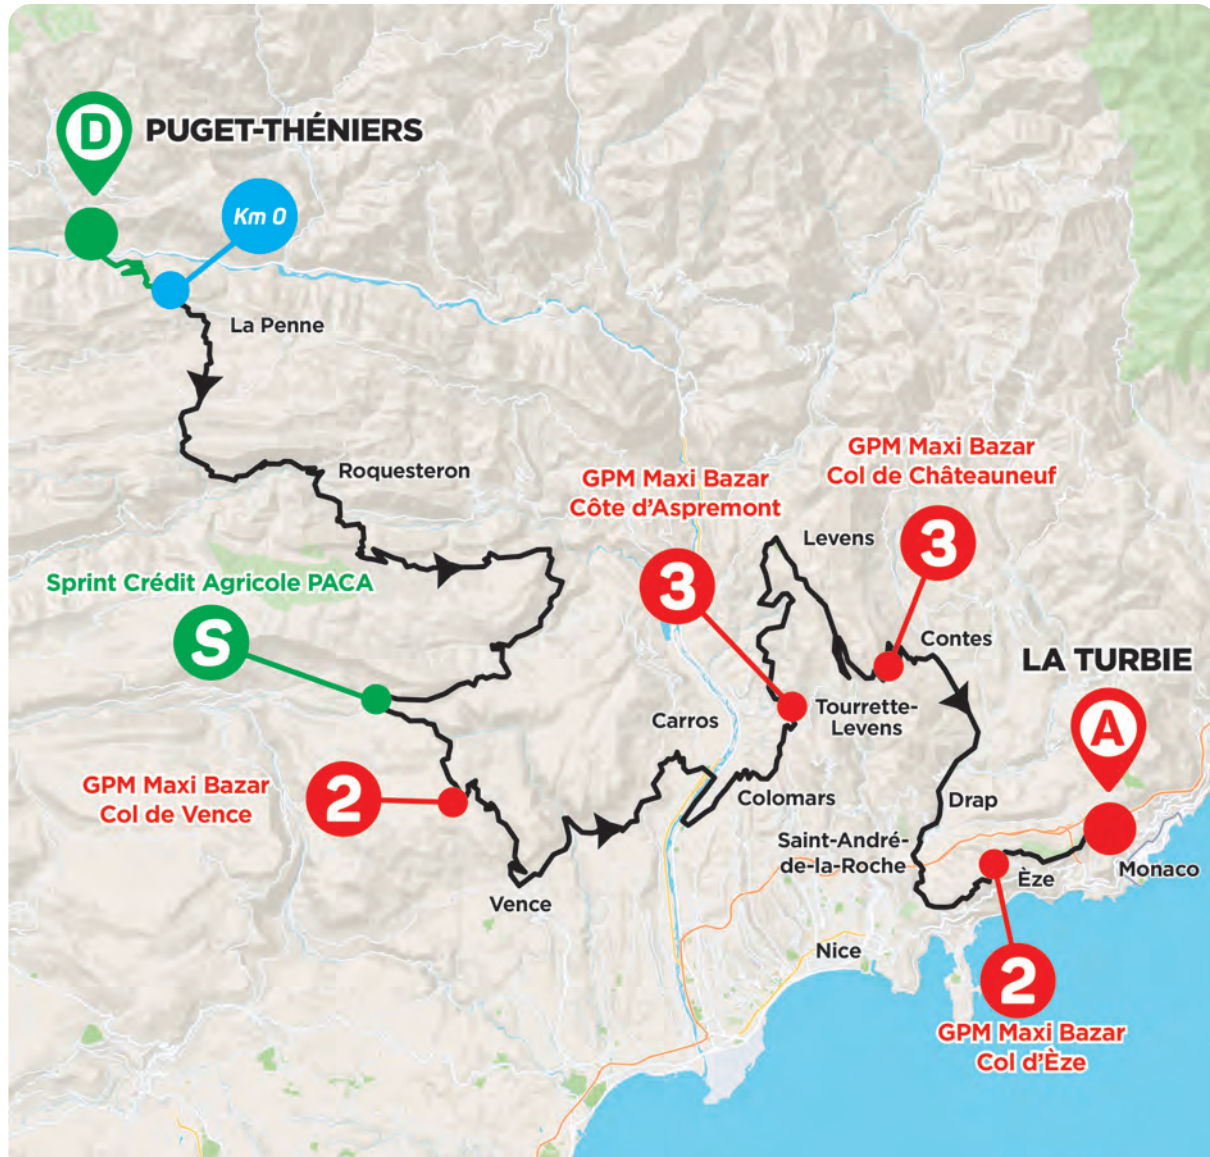 D
PUGET-THÉNIERS
Km 0
La Penne
Roquesteron
GPM Maxi Bazar
Col de Châteauneuf
GPM Maxi Bazar
Côte d'Aspremont
Levens
3
3
Sprint Crédit Agricole PACA
S
Contes
LA TURBIE
A
Carros
Tourrette-
Levens
GPM Maxi Bazar
Col de Vence
2
Colomars
Drap
Saint-André-
de-la-Roche
Èze
Monaco
Vence
Nice
2
GPM Maxi Bazar
Col d'Èze